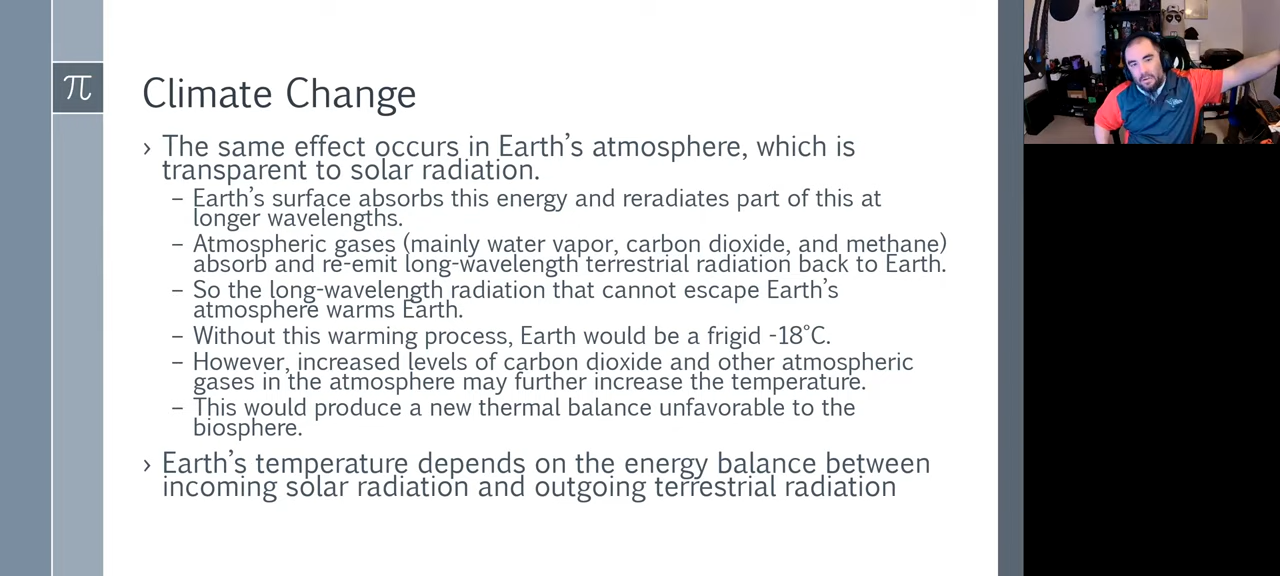 π
Climate Change
› The same effect occurs in Earth's atmosphere, which is
transparent to solar radiation.
– Earth's surface absorbs this energy and reradiates part of this at
longer wavelengths.
– Atmospheric gases (mainly water vapor, carbon dioxide, and methane)
absorb and re-emit long-wavelength terrestrial radiation back to Earth.
– So the long-wavelength radiation that cannot escape Earth's
atmosphere warms Earth.
– Without this warming process, Earth would be a frigid -18°C.
– However, increased levels of carbon dioxide and other atmospheric
gases in the atmosphere may further increase the temperature.
– This would produce a new thermal balance unfavorable to the
biosphere.
› Earth's temperature depends on the energy balance between
incoming solar radiation and outgoing terrestrial radiation